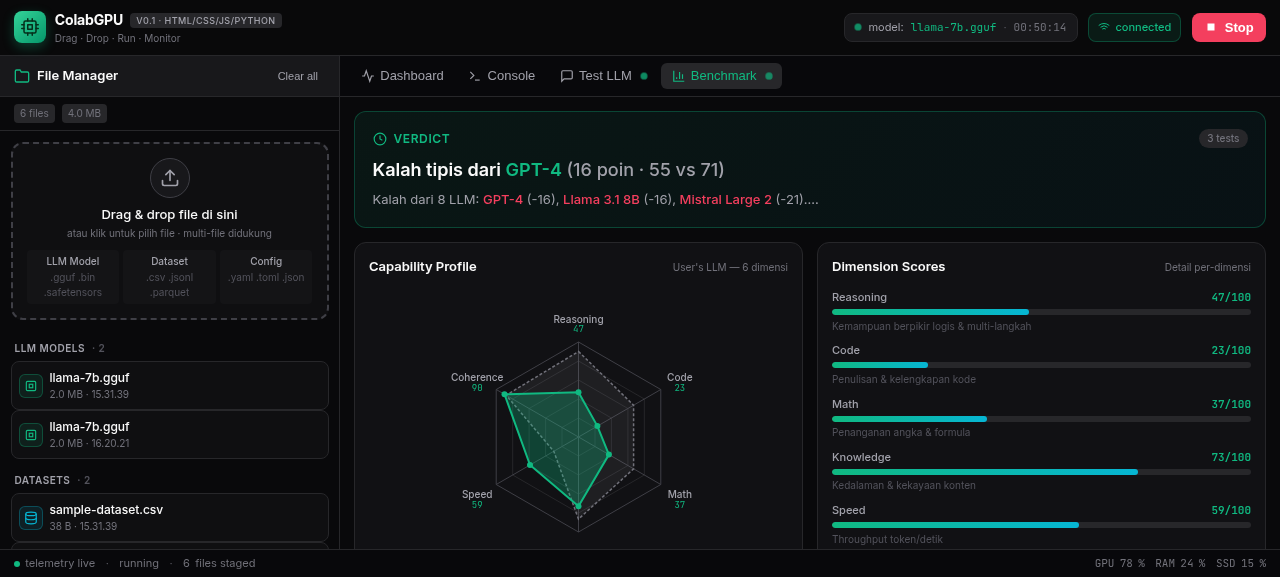 ColabGPU V0.1 · HTML/CSS/JS/PYTHON
Drag · Drop · Run · Monitor
model: llama-7b.gguf · 00:50:14
connected
Stop
File Manager
Clear all
6 files 4.0 MB
Drag & drop file di sini
atau klik untuk pilih file · multi-file didukung
LLM Model
.gguf .bin
.safetensors
Dataset
.csv .jsonl
.parquet
Config
.yaml .toml .json
LLM MODELS · 2
llama-7b.gguf
2.0 MB · 15.31.39
llama-7b.gguf
2.0 MB · 16.20.21
DATASETS · 2
sample-dataset.csv
38 B · 15.31.39
Dashboard
Console
Test LLM
Benchmark
VERDICT
3 tests
Kalah tipis dari GPT-4 (16 poin · 55 vs 71)
Kalah dari 8 LLM: GPT-4 (-16), Llama 3.1 8B (-16), Mistral Large 2 (-21)....
Capability Profile
User's LLM — 6 dimensi
Reasoning
47
Coherence
90
Code
23
Speed
59
Math
37
Dimension Scores
Detail per-dimensi
Reasoning 47/100
Kemampuan berpikir logis & multi-langkah
Code 23/100
Penulisan & kelengkapan kode
Math 37/100
Penanganan angka & formula
Knowledge 73/100
Kedalaman & kekayaan konten
Speed 59/100
Throughput token/detik
telemetry live · running · 6 files staged
GPU 78 % RAM 24 % SSD 15 %